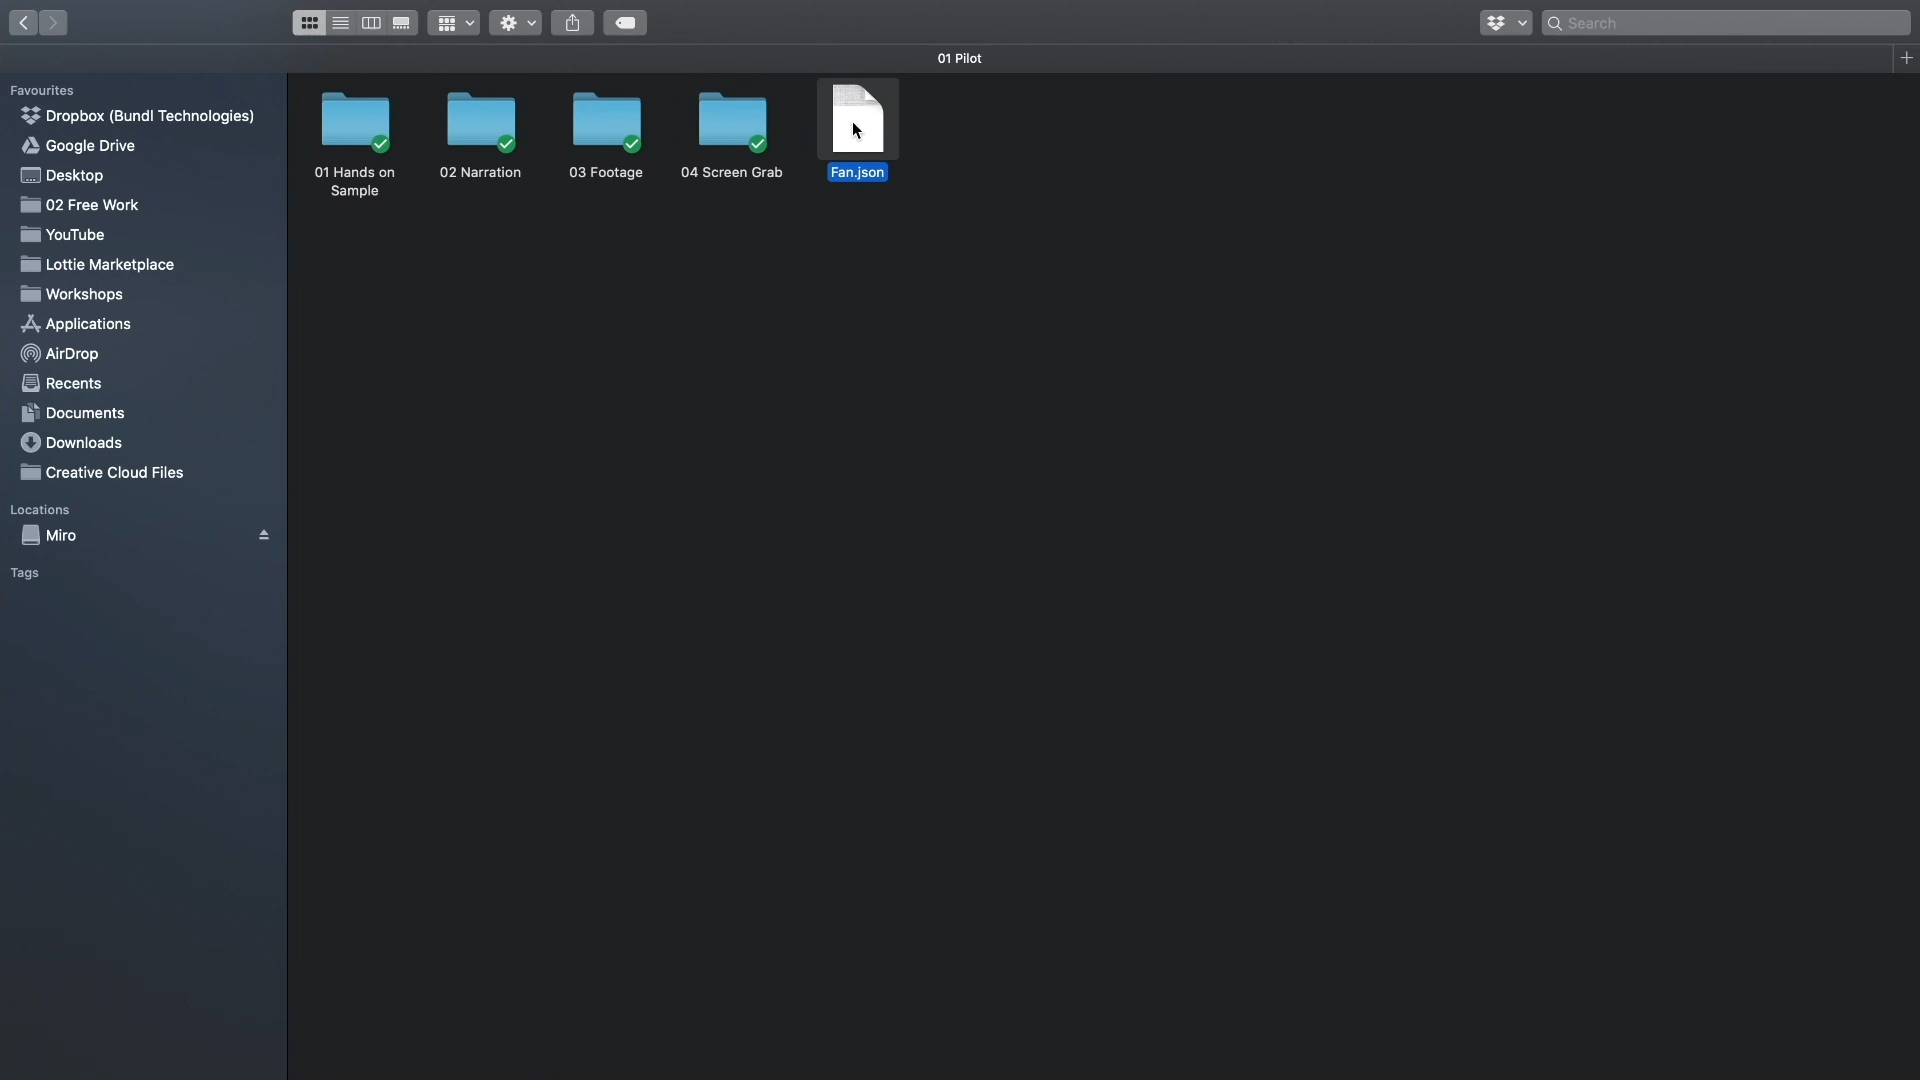 Search
01 Pilot
Favourites
Dropbox (Bundl Technologies)
Google Drive
Desktop
02 Free Work
YouTube
Lottie Marketplace
Workshops
Applications
AirDrop
Recents
Documents
Downloads
Creative Cloud Files
Locations
Miro
Tags
01 Hands on
Sample
02 Narration
03 Footage
04 Screen Grab
Fan.json